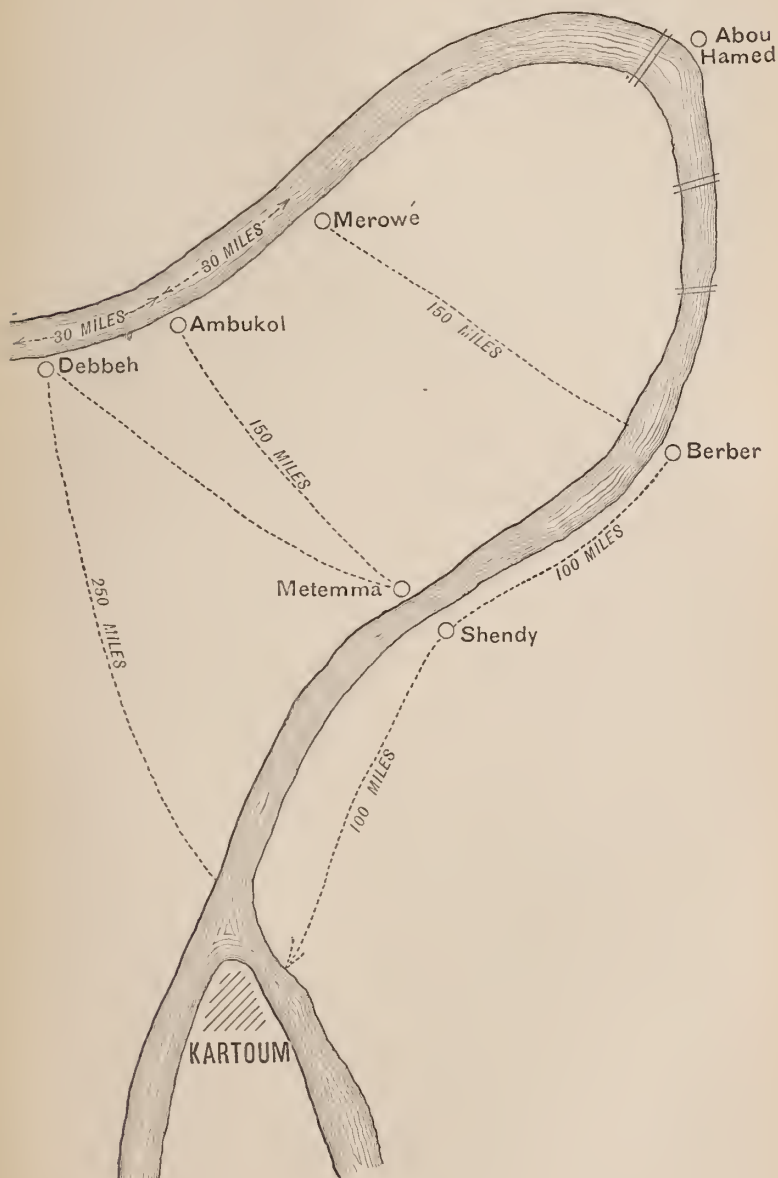 Abou
Hamed
Merowé
30 MILES
30 MILES
Ambukol
150 MILES
Debbeh
150 MILES
Berber
100 MILES
Metemma
250 MILES
Shendy
100 MILES
KARTOUM